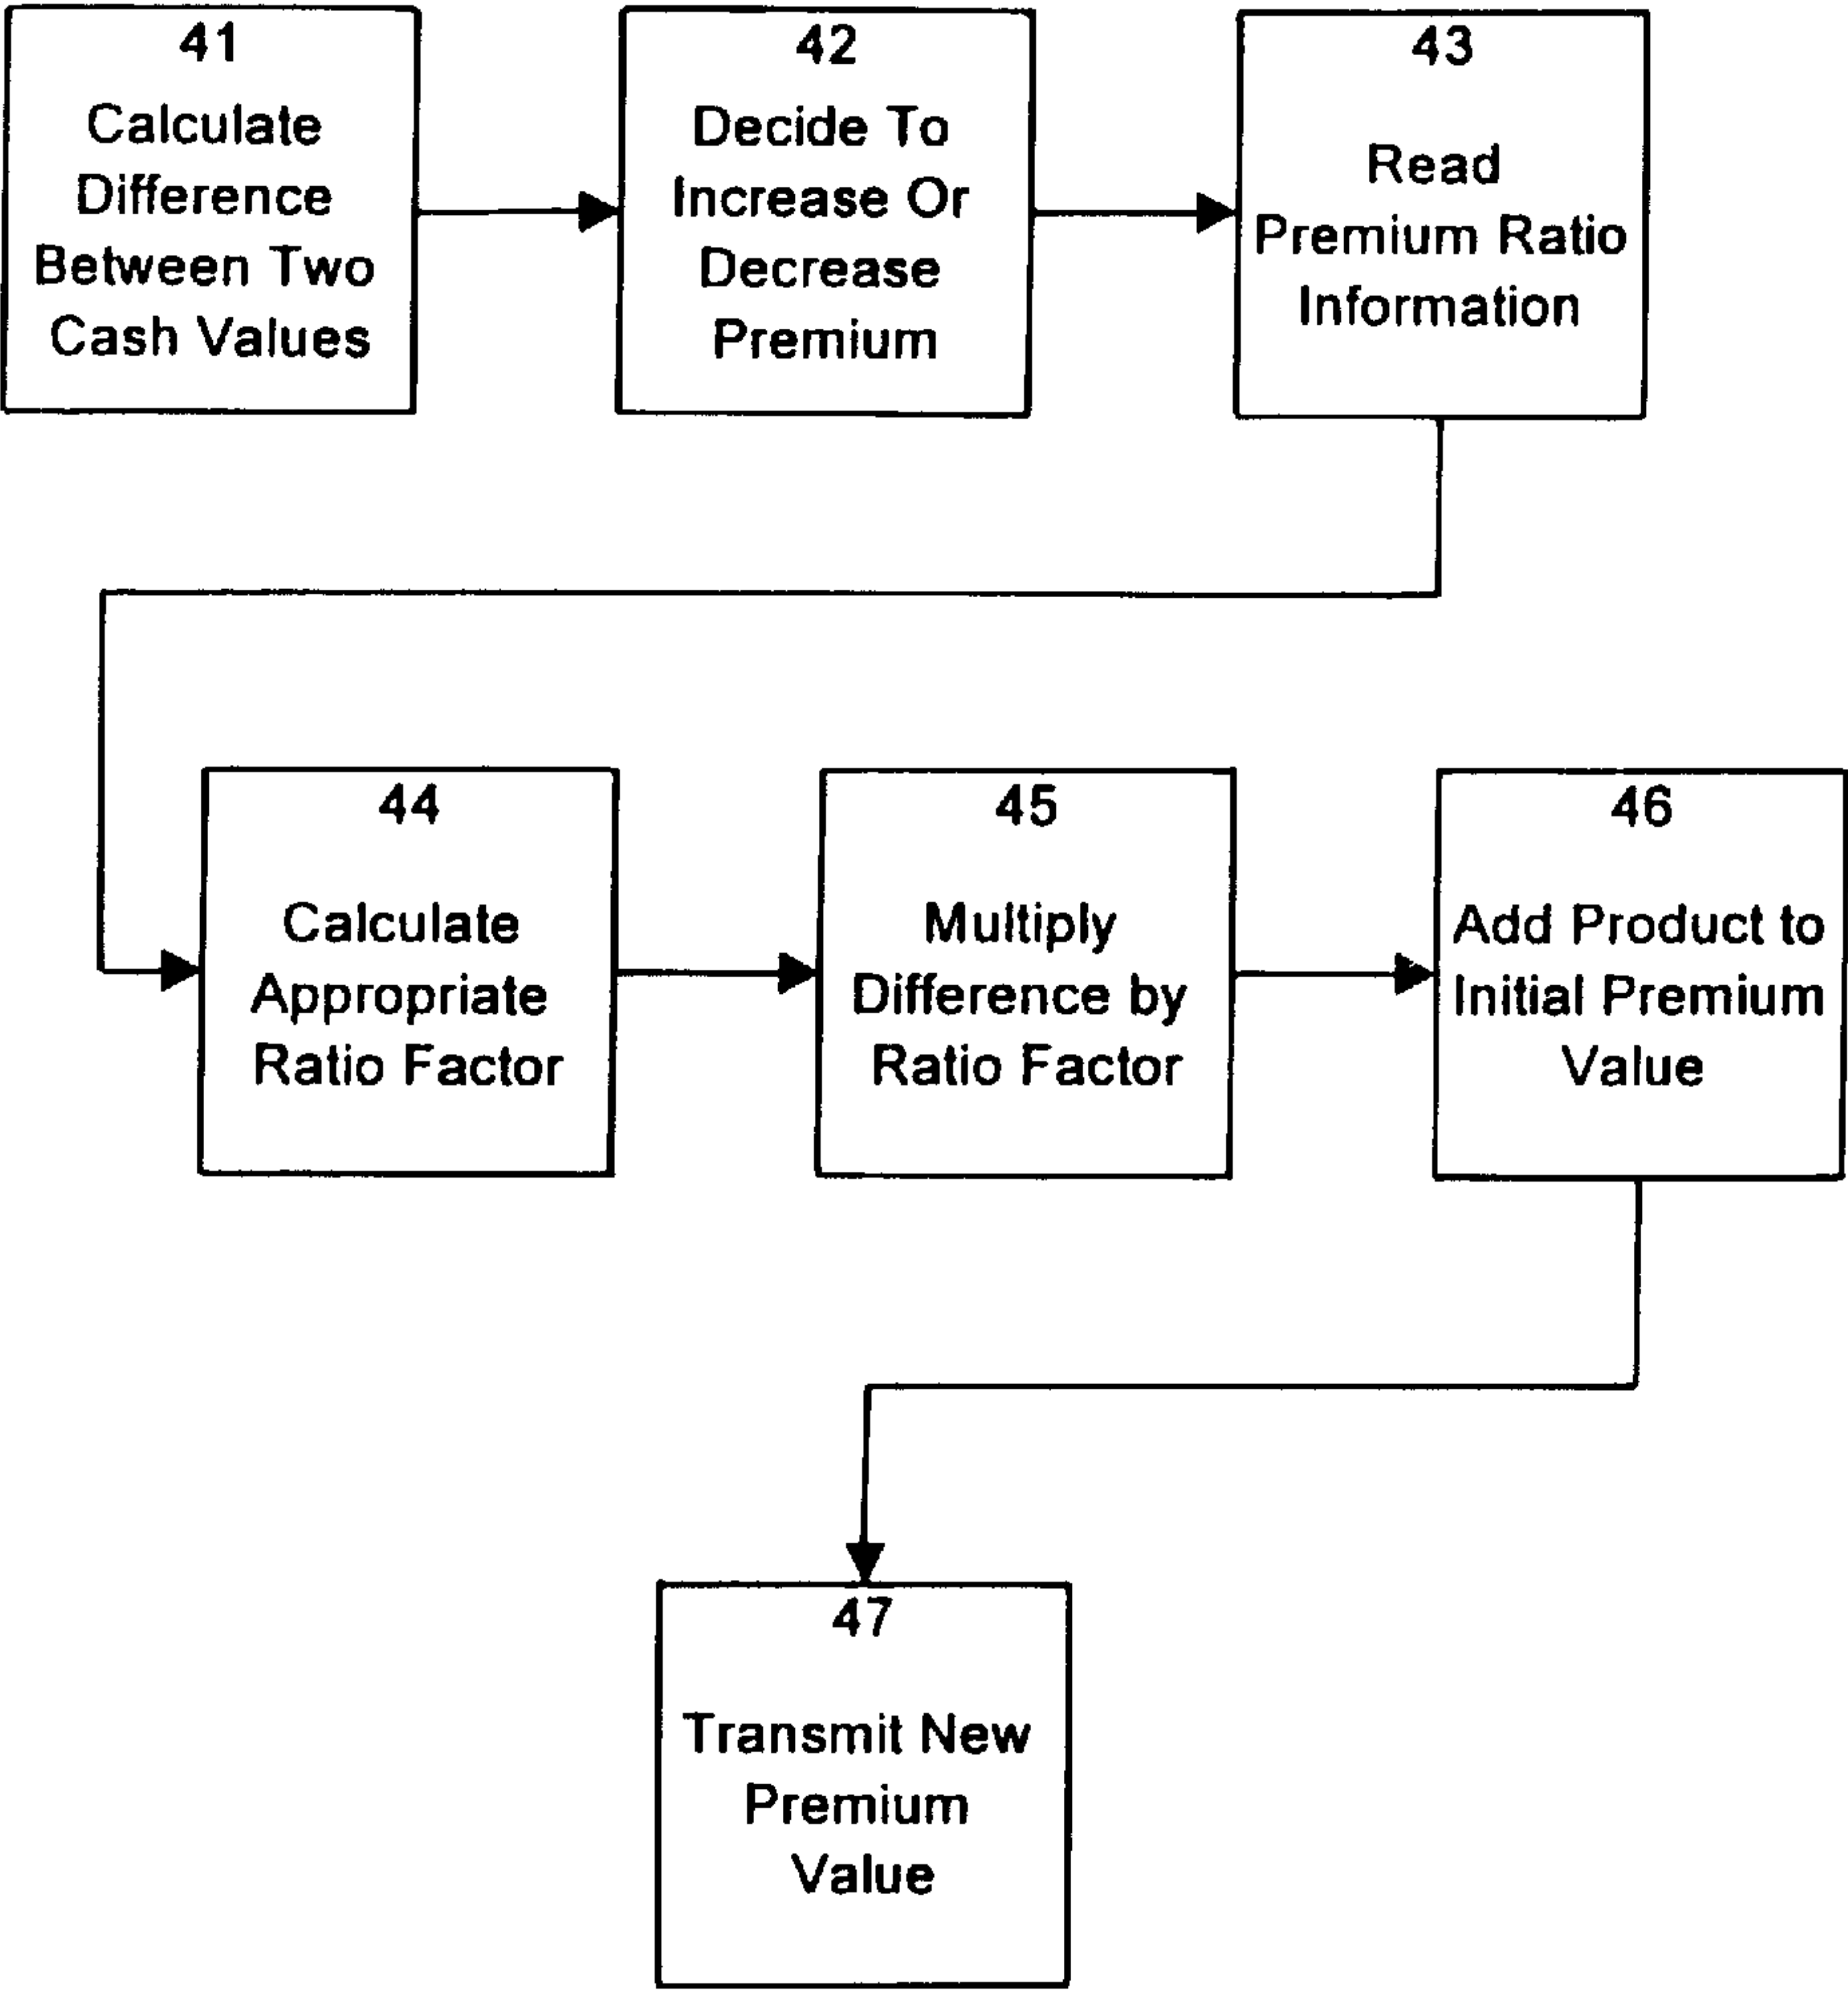 41
Calculate
Difference
Between Two
Cash Values
42
Decide To
Increase Or
Decrease
Premium
43
Read
Premium Ratio
Information
44
Calculate
Appropriate
Ratio Factor
45
Multiply
Difference by
Ratio Factor
46
Add Product to
Initial Premium
Value
47
Transmit New
Premium
Value